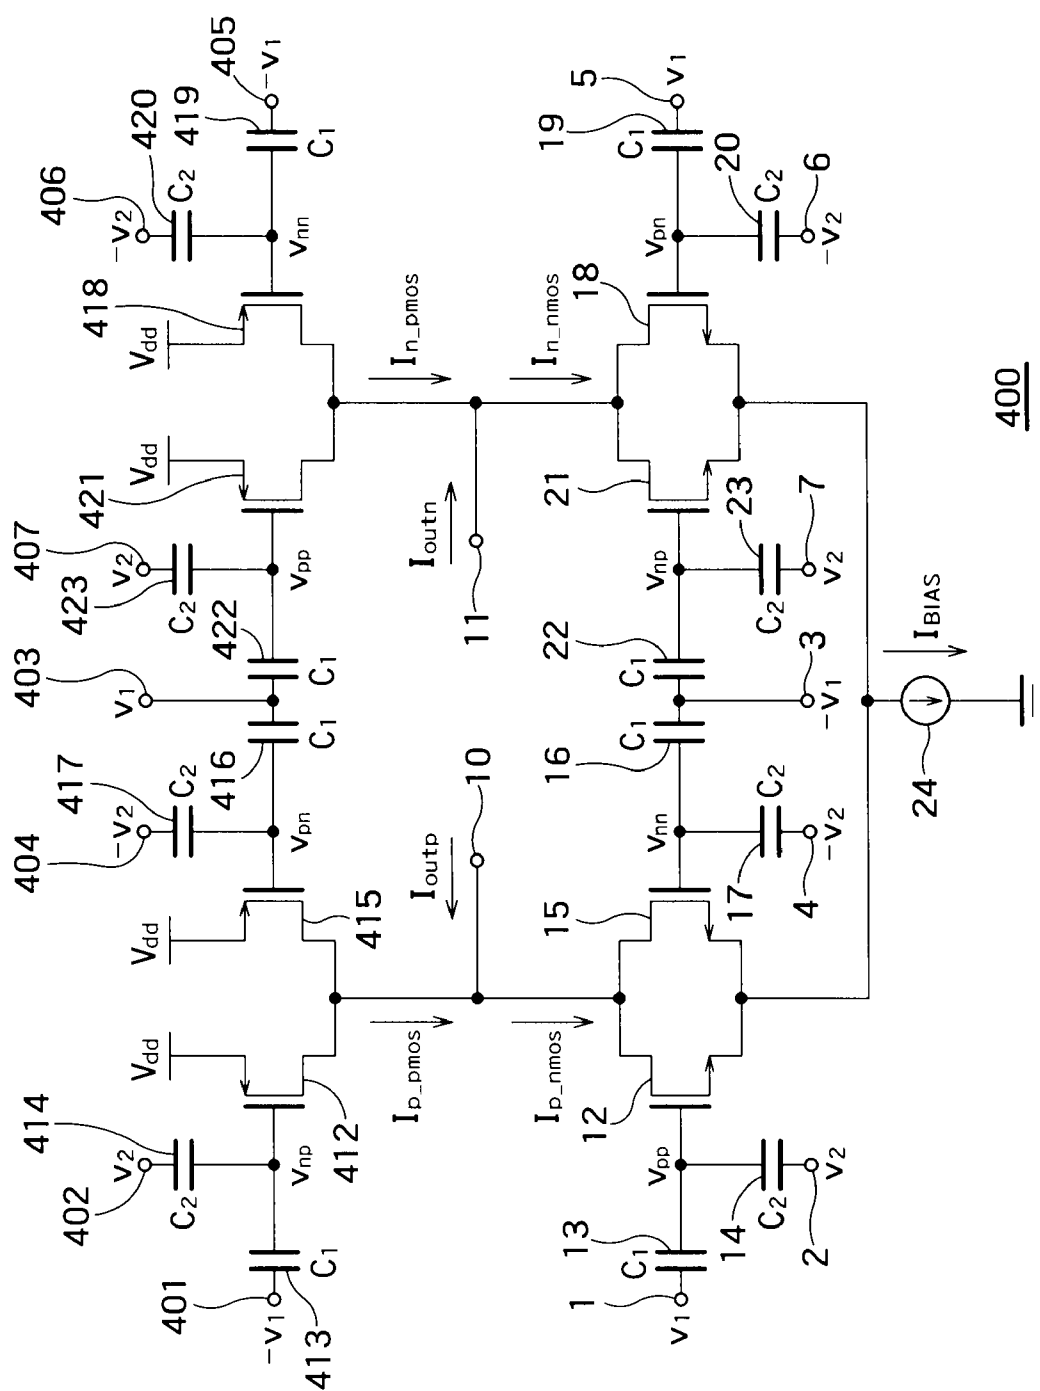 414
404
407
406
402
417
403
423
420
405
v2
-v2
v1
v2
-v2
419
418
421
Vdd
Vdd
Vdd
Vdd
401
C2
C2
C2
C2
416
422
-v1
-v1
413
vnp
vpn
vpp
vnn
C1
C1
C1
C1
412
415
Ip_pmos
Ioutp
Ioutn
In_pmos
10
11
Ip_nmos
In_nmos
1
13
12
15
16
22
21
18
19
5
C1
C1
C1
C1
v1
vpp
vnn
vnp
vpn
v1
14
17
23
20
C2
C2
C2
C2
2
4
3
7
6
v2
-v2
-v1
v2
-v2
24
IBIAS
400